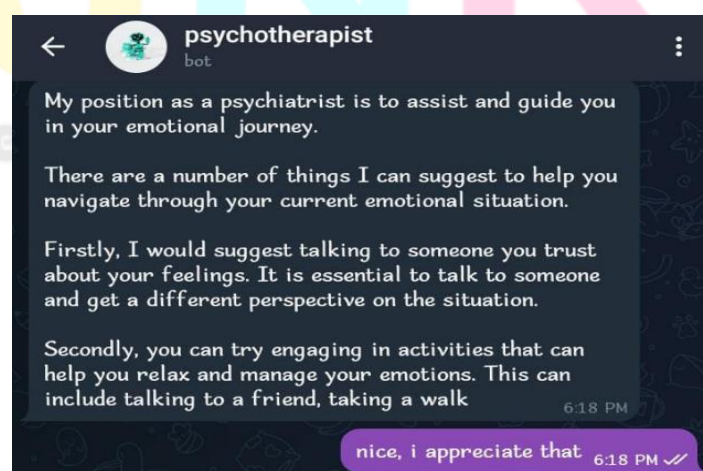 psychotherapist
bot
My position as a psychiatrist is to assist and guide you
in your emotional journey.
There are a number of things I can suggest to help you
navigate through your current emotional situation.
Firstly, I would suggest talking to someone you trust
about your feelings. It is essential to talk to someone
and get a different perspective on the situation.
Secondly, you can try engaging in activities that can
help you relax and manage your emotions. This can
include talking to a friend, taking a walk
6:18 PM
nice, i appreciate that 6:18 PM